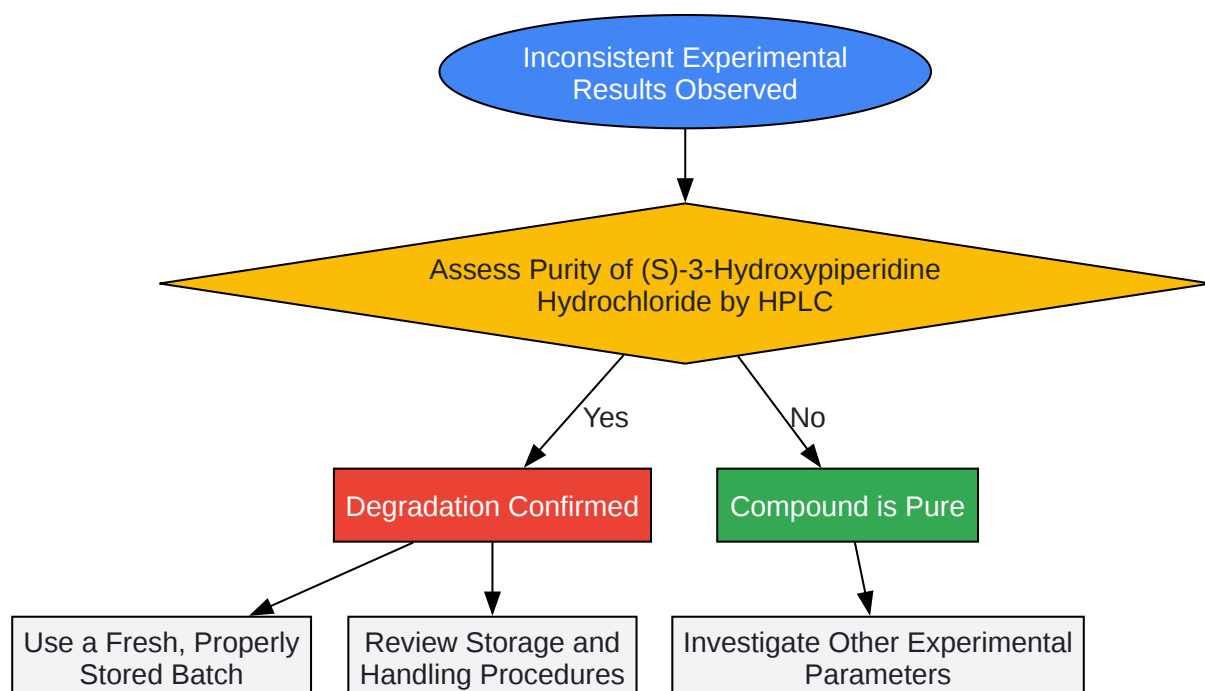 Inconsistent Experimental
Results Observed
Assess Purity of (S)-3-Hydroxypiperidine
Hydrochloride by HPLC
Yes
No
Degradation Confirmed
Compound is Pure
Use a Fresh, Properly
Stored Batch
Review Storage and
Handling Procedures
Investigate Other Experimental
Parameters